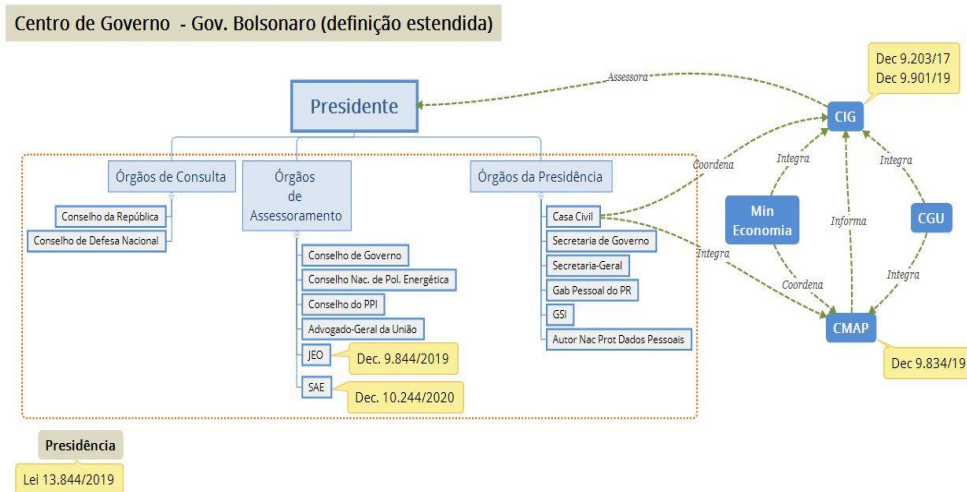 Centro de Governo - Gov. Bolsonaro (definição estendida)
Dec 9.203/17
Dec 9.901/19
Assessora
Presidente
CIG
Coordena
Integra
Integra
Órgãos de Consulta
Órgãos
de
Assessoramento
Órgãos da Presidência
Conselho da República
Conselho de Defesa Nacional
Casa Civil
Min
Economia
Informa
CGU
Secretaria de Governo
Conselho de Governo
Integra
Secretaria-Geral
Conselho Nac. de Pol. Energética
Integra
Coordena
Gab Pessoal do PR
Conselho do PPI
GSI
Advogado-Geral da União
CMAP
Autor Nac Prot Dados Pessoais
JEO
Dec. 9.844/2019
Dec 9.834/19
SAE
Dec. 10.244/2020
Presidência
Lei 13.844/2019